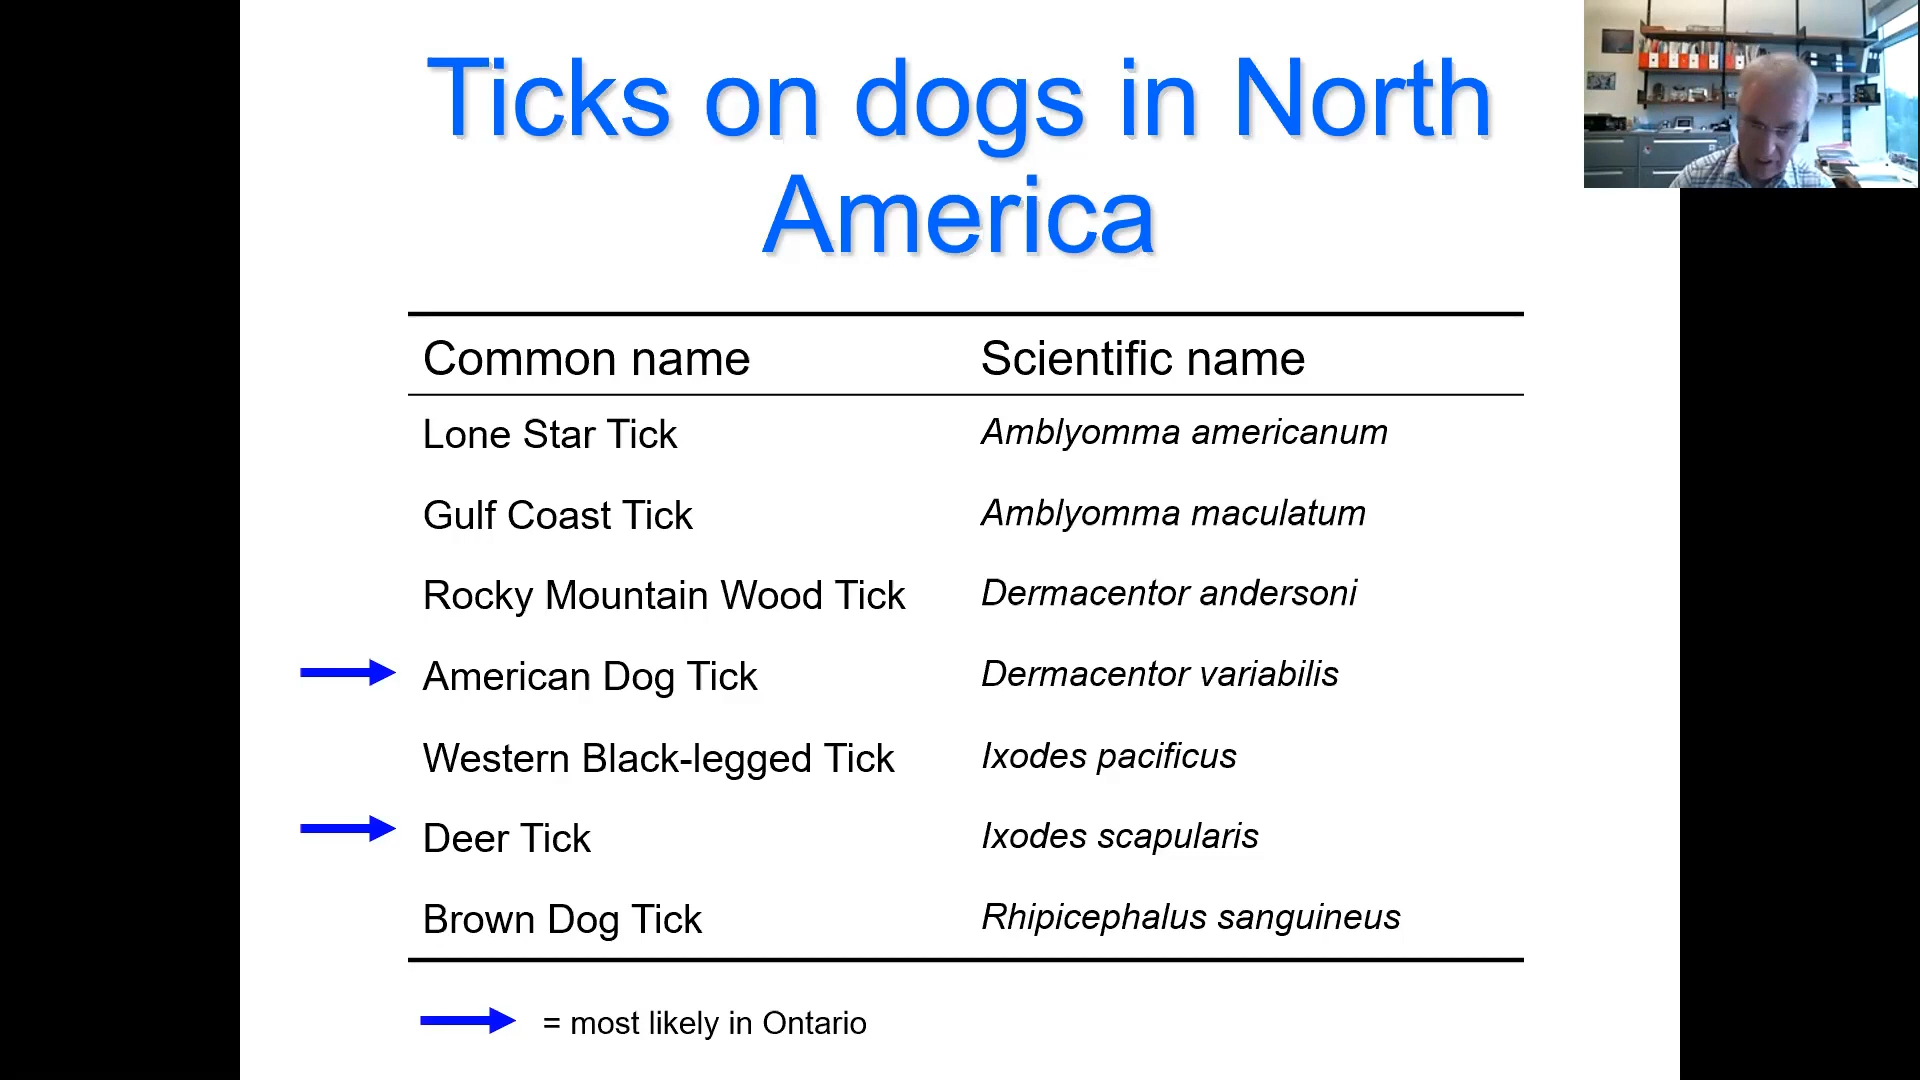 Ticks on dogs in North
America
Common name Scientific name
Lone Star Tick Amblyomma americanum
Gulf Coast Tick Amblyomma maculatum
Rocky Mountain Wood Tick Dermacentor andersoni
American Dog Tick Dermacentor variabilis
Western Black-legged Tick Ixodes pacificus
Deer Tick Ixodes scapularis
Brown Dog Tick Rhipicephalus sanguineus
= most likely in Ontario